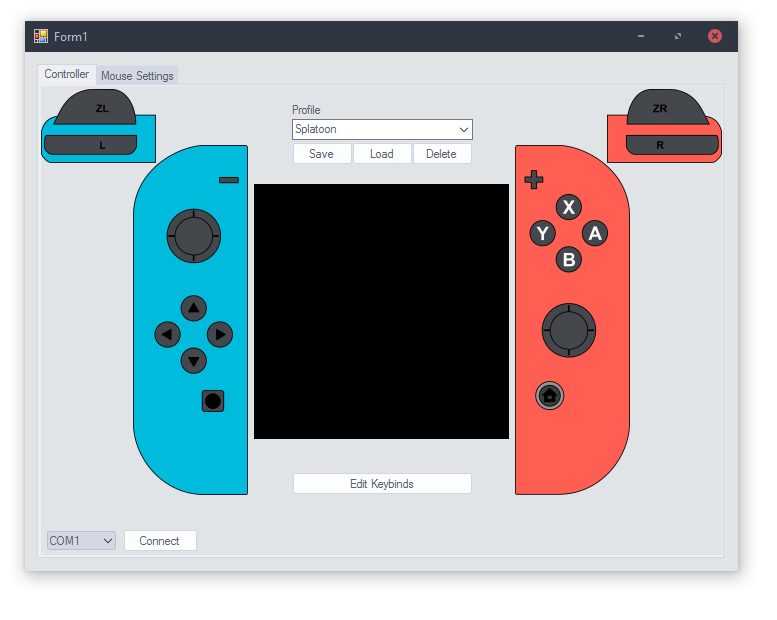 Form1
Controller Mouse Settings
ZL
L
Profile
Splatoon
Save Load Delete
ZR
R
X
Y A
B
Edit Keybinds
COM1 Connect